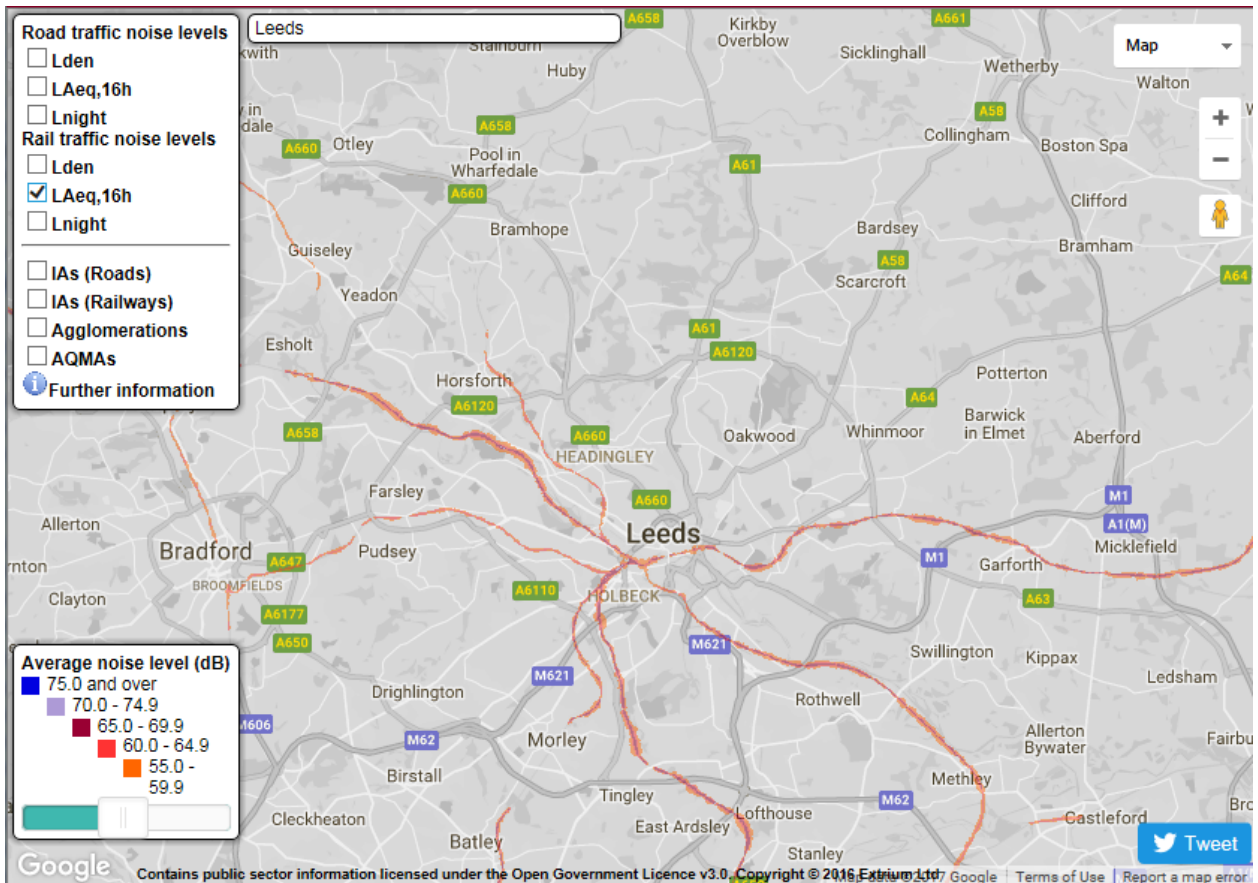 Road traffic noise levels
Lden
LAeq,16h
Lnight
Rail traffic noise levels
Lden
LAeq,16h
Lnight
IAs (Roads)
IAs (Railways)
Agglomerations
AQMAs
Further information
Leeds
Map
+
−
A658
Kirkby
Overblow
A661
Sicklinghall
Wetherby
Walton
Stainburn
Huby
A58
Collingham
Boston Spa
A658
A660
Otley
Pool in
Wharfedale
A61
A660
Clifford
Bramhope
Bardsey
Bramham
Guiseley
A58
Scarcroft
A64
Yeadon
A61
Esholt
A6120
Horsforth
Potterton
A6120
A64
Barwick
in Elmet
A658
A660
Oakwood
Whinmoor
Aberford
HEADINGLEY
Farsley
A660
M1
Allerton
Leeds
A1(M)
Bradford
Pudsey
M1
Micklefield
A647
Garforth
BROOMFIELDS
Clayton
A6110
HOLBECK
A63
A6177
A650
M621
Swillington
Kippax
Ledsham
M621
Drighlington
Rothwell
M606
M62
Morley
Allerton
Bywater
Birstall
Methley
Tingley
M62
Lofthouse
Castleford
Cleckheaton
Batley
East Ardsley
Stanley
Average noise level (dB)
75.0 and over
70.0 - 74.9
65.0 - 69.9
60.0 - 64.9
55.0 -
59.9
Tweet
Google
Contains public sector information licensed under the Open Government Licence v3.0. Copyright © 2016 Extrium Ltd
Map data ©2017 Google
Terms of Use
Report a map error